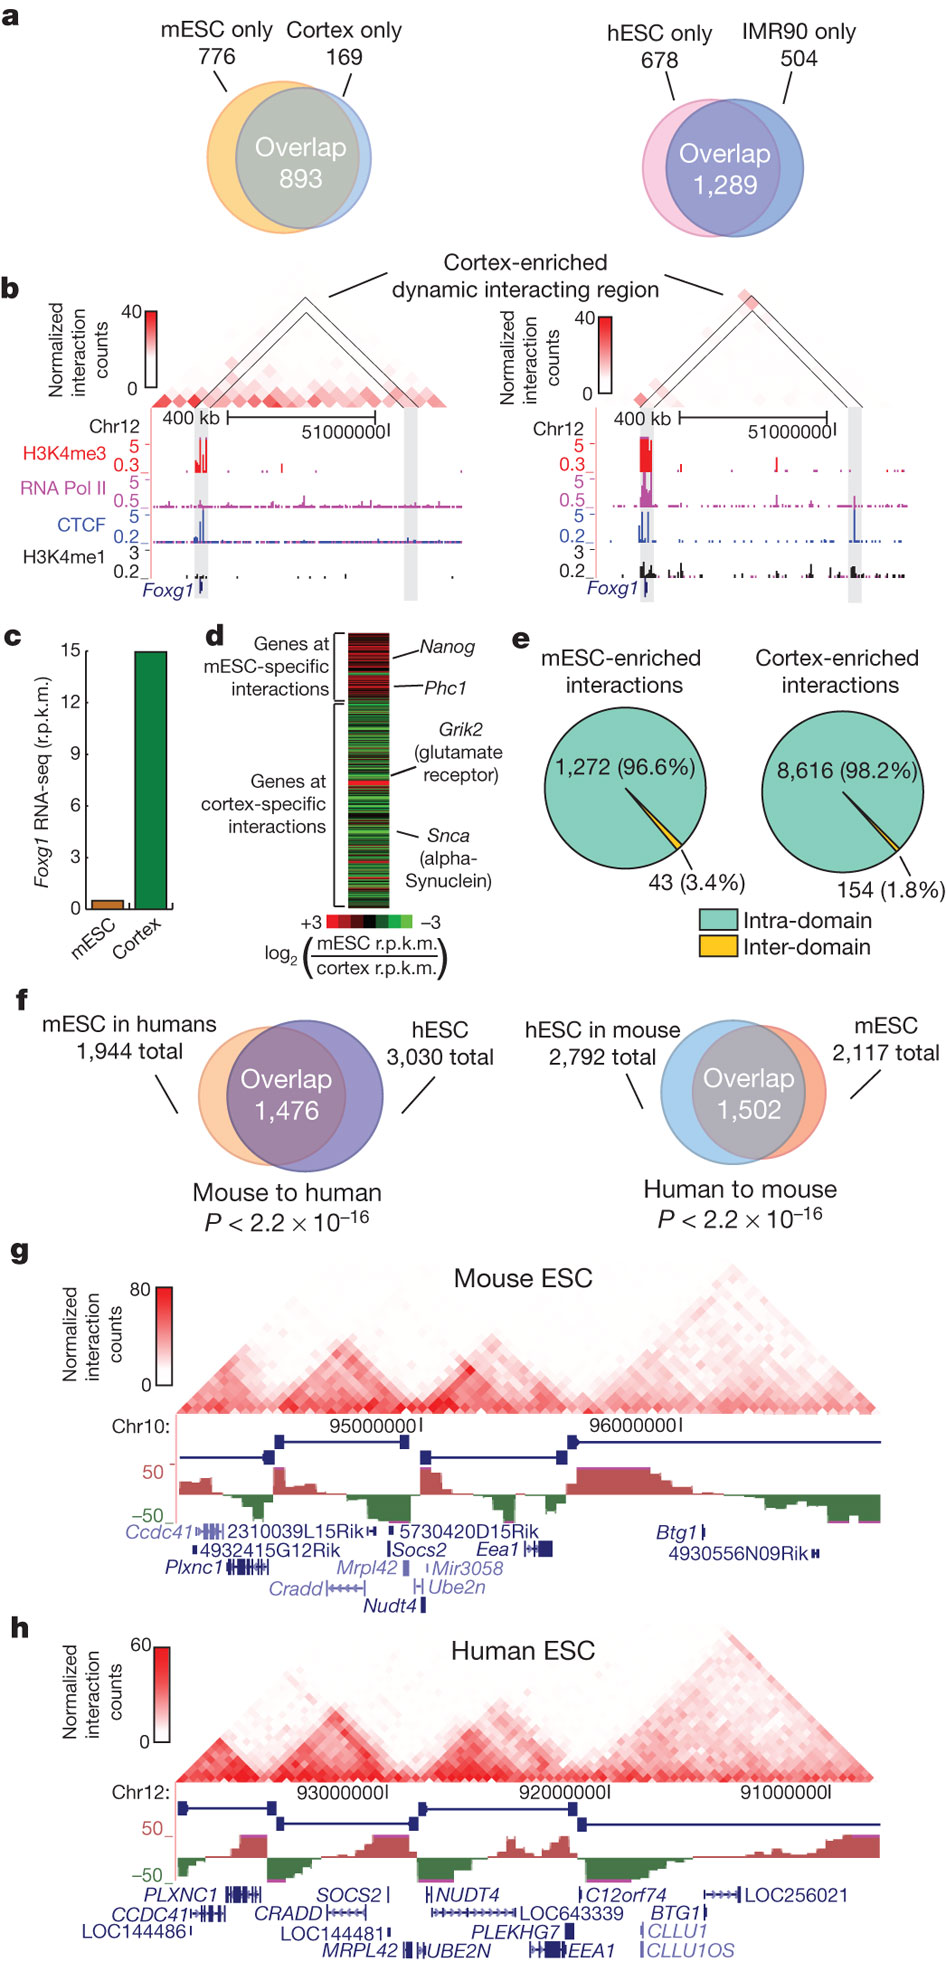 a
mESC only
776
Cortex only
169
Overlap
893
hESC only
678
IMR90 only
504
Overlap
1,289
b
Cortex-enriched
dynamic interacting region
Normalized
interaction
counts
40
0
400 kb
51000000
Chr12
H3K4me3
5
0.3
RNA Pol II
5
0.5
CTCF
5
0.2
H3K4me1
3
0.2
Foxg1
Normalized
interaction
counts
40
0
400 kb
51000000
Chr12
5
0.3
5
0.5
5
0.2
3
0.2
Foxg1
c
Foxg1 RNA-seq (r.p.k.m.)
15
12
9
6
3
0
mESC
Cortex
d
Genes at
mESC-specific
interactions
Nanog
Phc1
Genes at
cortex-specific
interactions
Grik2
(glutamate
receptor)
Snca
(alpha-
Synuclein)
+3
−3
log2 (mESC r.p.k.m.
cortex r.p.k.m.)
e
mESC-enriched
interactions
1,272 (96.6%)
43 (3.4%)
Cortex-enriched
interactions
8,616 (98.2%)
154 (1.8%)
Intra-domain
Inter-domain
f
mESC in humans
1,944 total
Overlap
1,476
hESC
3,030 total
Mouse to human
P < 2.2 × 10−16
hESC in mouse
2,792 total
Overlap
1,502
mESC
2,117 total
Human to mouse
P < 2.2 × 10−16
g
Mouse ESC
Normalized
interaction
counts
80
0
Chr10:
95000000
96000000
50
−50
Ccdc41
2310039L15Rik
5730420D15Rik
Btg1
4932415G12Rik
Socs2
Eea1
4930556N09Rik
Plxnc1
Mrpl42
Mir3058
Cradd
Ube2n
Nudt4
h
Human ESC
Normalized
interaction
counts
60
0
Chr12:
93000000
92000000
91000000
50
−50
PLXNC1
SOCS2
NUDT4
C12orf74
LOC256021
CCDC41
CRADD
LOC643339
BTG1
LOC144486
LOC144481
PLEKHG7
CLLU1
MRPL42
UBE2N
EEA1
CLLU1OS